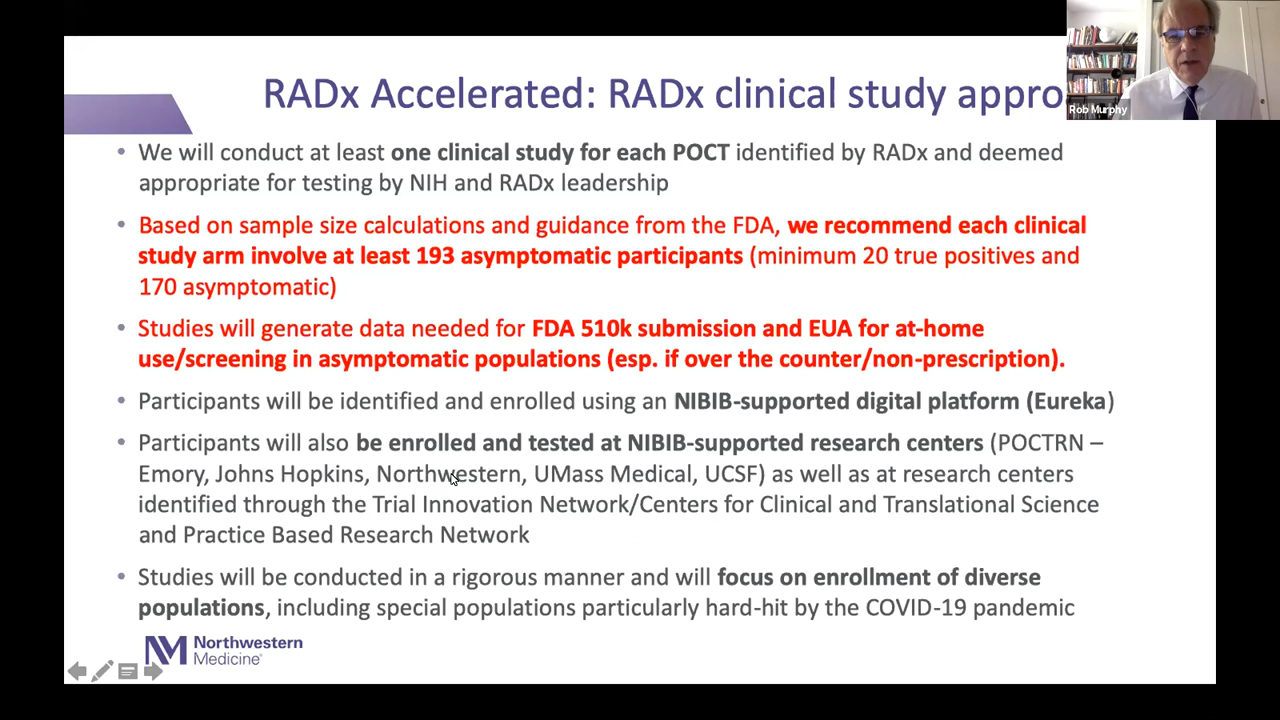 RADx Accelerated: RADx clinical study appro
Rob Murphy
• We will conduct at least one clinical study for each POCT identified by RADx and deemed
appropriate for testing by NIH and RADx leadership
• Based on sample size calculations and guidance from the FDA, we recommend each clinical
study arm involve at least 193 asymptomatic participants (minimum 20 true positives and
170 asymptomatic)
• Studies will generate data needed for FDA 510k submission and EUA for at-home
use/screening in asymptomatic populations (esp. if over the counter/non-prescription).
• Participants will be identified and enrolled using an NIBIB-supported digital platform (Eureka)
• Participants will also be enrolled and tested at NIBIB-supported research centers (POCTRN –
Emory, Johns Hopkins, Northwestern, UMass Medical, UCSF) as well as at research centers
identified through the Trial Innovation Network/Centers for Clinical and Translational Science
and Practice Based Research Network
• Studies will be conducted in a rigorous manner and will focus on enrollment of diverse
populations, including special populations particularly hard-hit by the COVID-19 pandemic
NM Northwestern
Medicine®